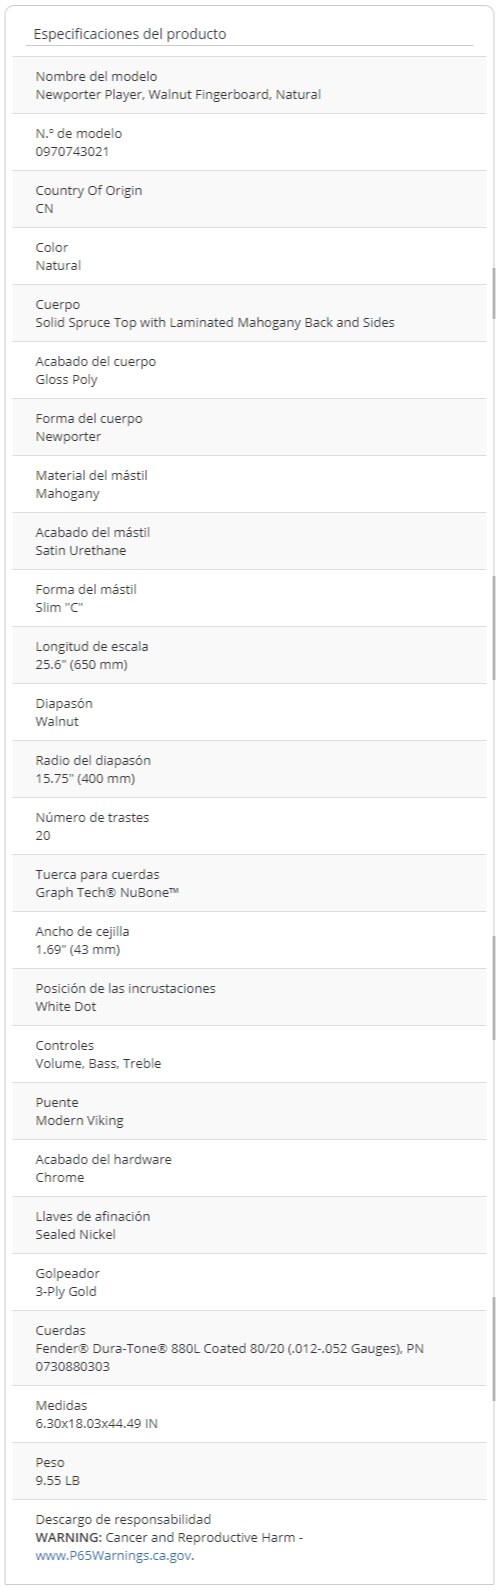 Especificaciones del producto
Nombre del modelo
Newporter Player, Walnut Fingerboard, Natural
N.º de modelo
0970743021
Country Of Origin
CN
Color
Natural
Cuerpo
Solid Spruce Top with Laminated Mahogany Back and Sides
Acabado del cuerpo
Gloss Poly
Forma del cuerpo
Newporter
Material del mástil
Mahogany
Acabado del mástil
Satin Urethane
Forma del mástil
Slim "C"
Longitud de escala
25.6" (650 mm)
Diapasón
Walnut
Radio del diapasón
15.75" (400 mm)
Número de trastes
20
Tuerca para cuerdas
Graph Tech® NuBone™
Ancho de cejilla
1.69" (43 mm)
Posición de las incrustaciones
White Dot
Controles
Volume, Bass, Treble
Puente
Modern Viking
Acabado del hardware
Chrome
Llaves de afinación
Sealed Nickel
Golpeador
3-Ply Gold
Cuerdas
Fender® Dura-Tone® 880L Coated 80/20 (.012-.052 Gauges), PN
0730880303
Medidas
6.30x18.03x44.49 IN
Peso
9.55 LB
Descargo de responsabilidad
WARNING: Cancer and Reproductive Harm -
www.P65Warnings.ca.gov.